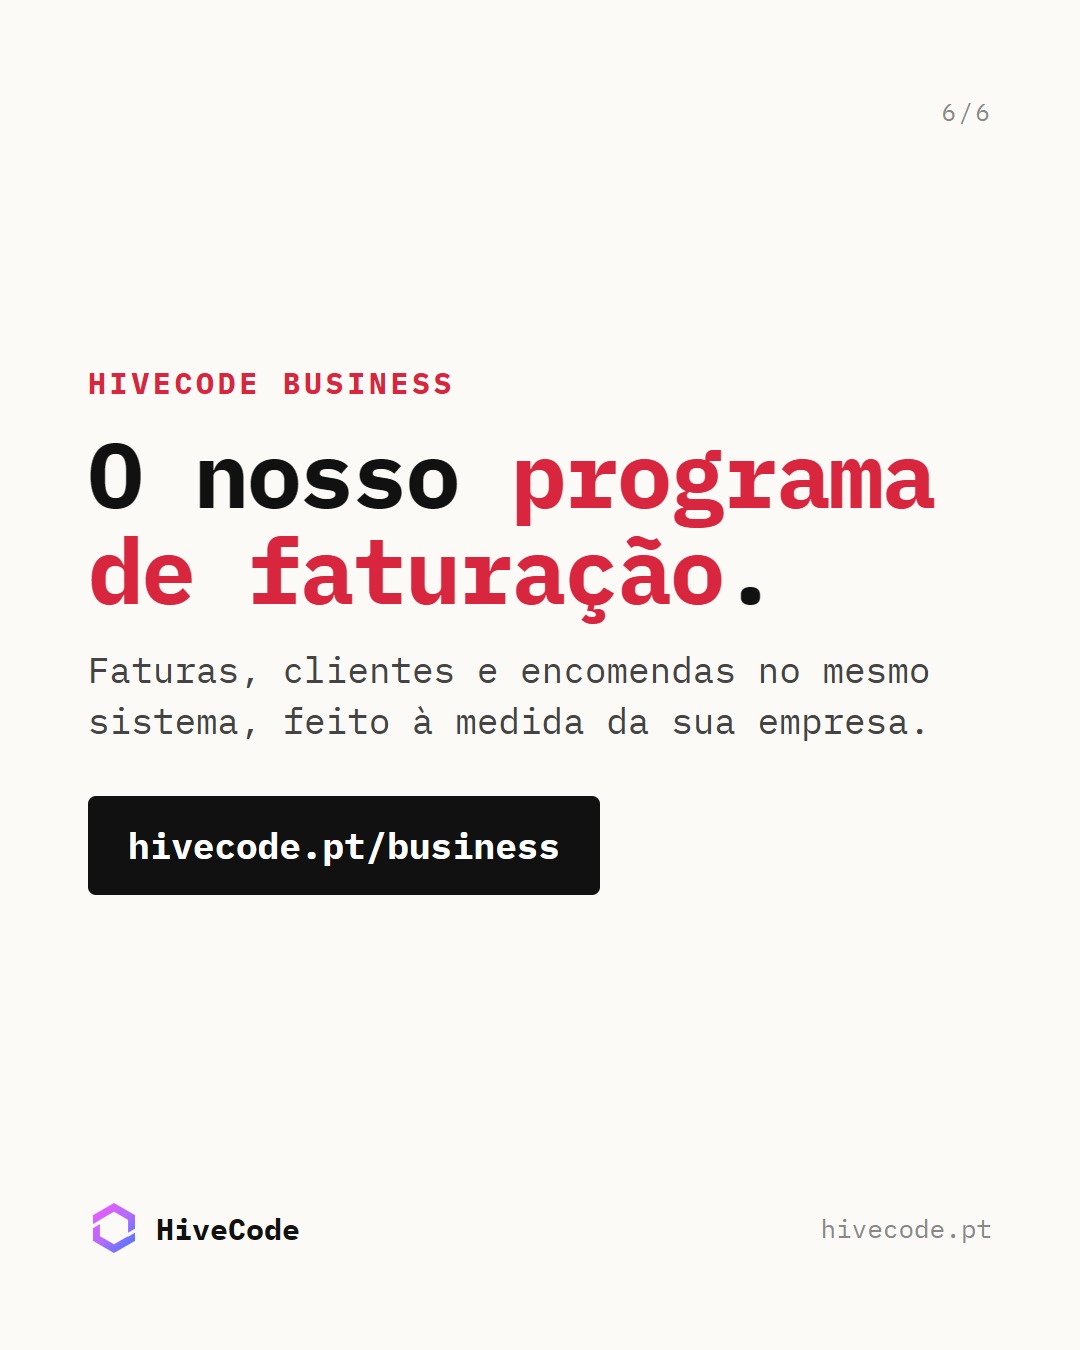 6/6
HIVECODE BUSINESS
O nosso programa
de faturação.
Faturas, clientes e encomendas no mesmo
sistema, feito à medida da sua empresa.
hivecode.pt/business
HiveCode
hivecode.pt